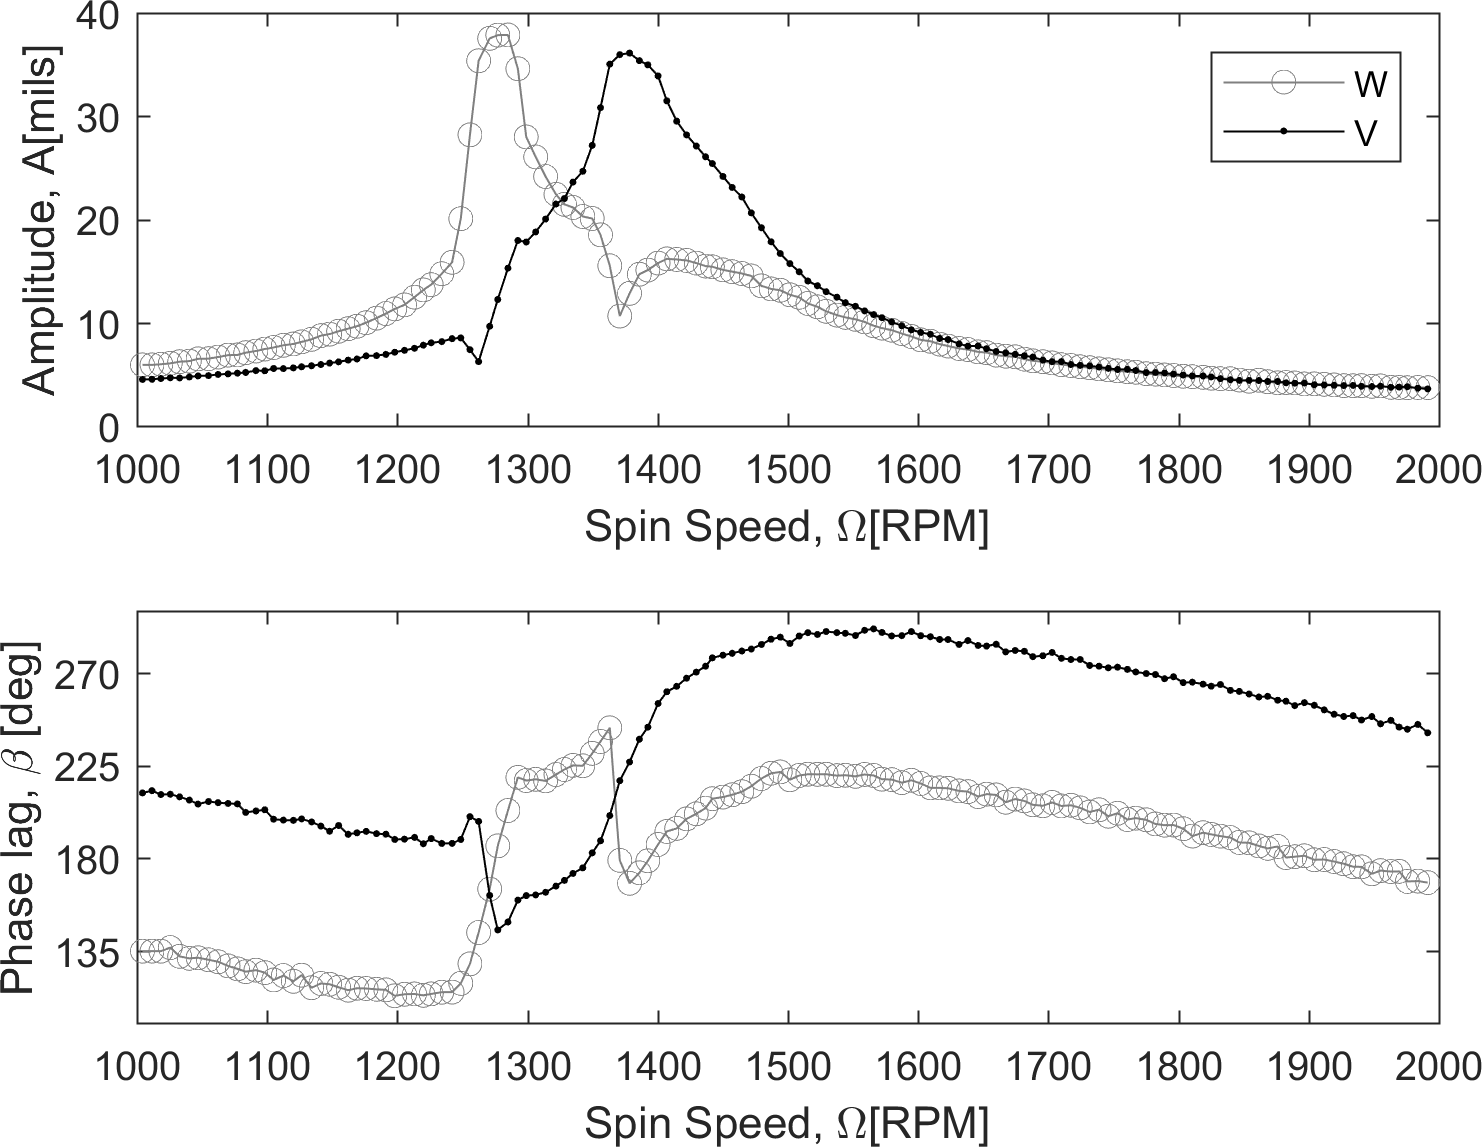 40
30
20
10
0
Amplitude, A[mils]
W
V
1000 1100 1200 1300 1400 1500 1600 1700 1800 1900 2000
Spin Speed, Ω[RPM]
270
225
180
135
Phase lag, β [deg]
1000 1100 1200 1300 1400 1500 1600 1700 1800 1900 2000
Spin Speed, Ω[RPM]